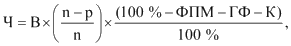 Ч = В × ( n – p / n ) × (100 % – ФПМ – ГФ – К) / 100 % ,